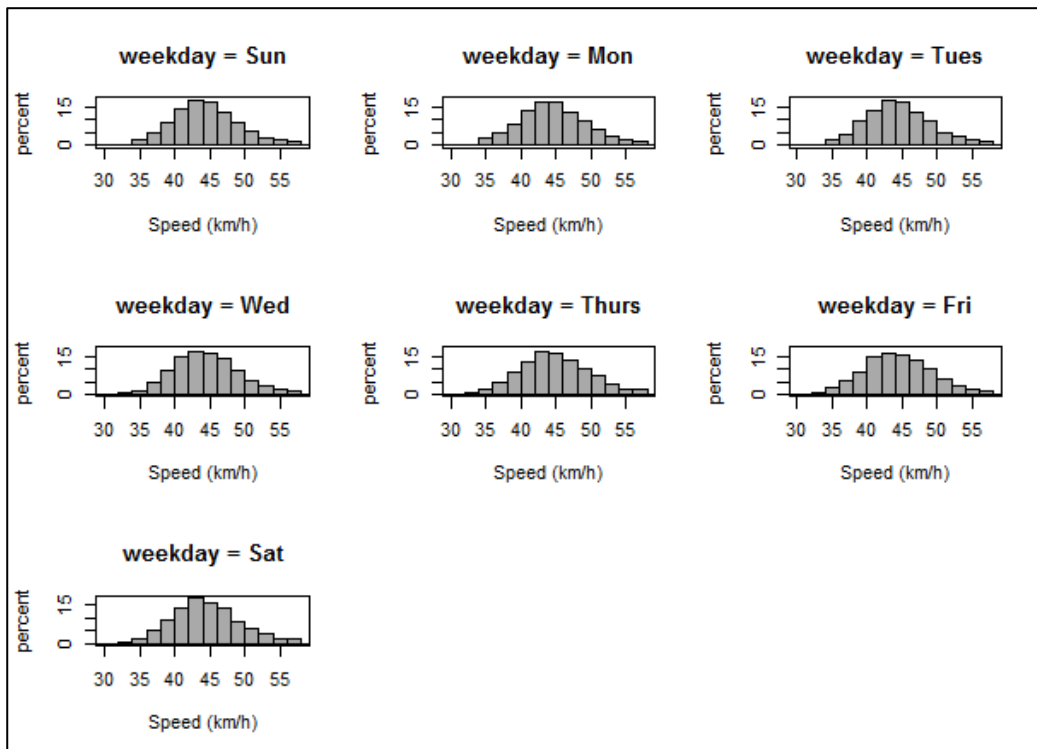 weekday = Sun
percent
15
0
30 35 40 45 50 55
Speed (km/h)
weekday = Mon
percent
15
0
30 35 40 45 50 55
Speed (km/h)
weekday = Tues
percent
15
0
30 35 40 45 50 55
Speed (km/h)
weekday = Wed
percent
15
0
30 35 40 45 50 55
Speed (km/h)
weekday = Thurs
percent
15
0
30 35 40 45 50 55
Speed (km/h)
weekday = Fri
percent
15
0
30 35 40 45 50 55
Speed (km/h)
weekday = Sat
percent
15
0
30 35 40 45 50 55
Speed (km/h)